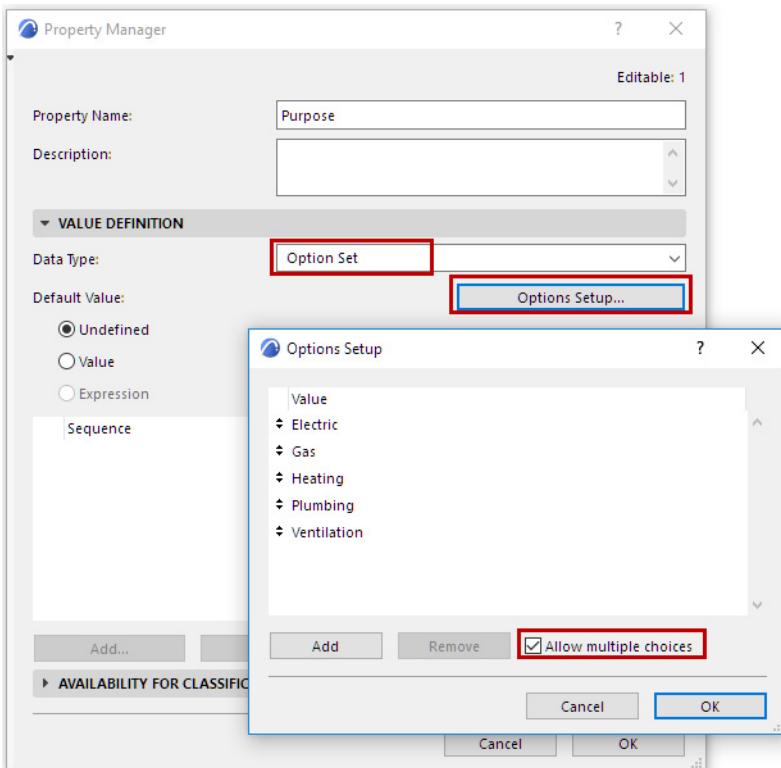 Property Manager ?
Editable: 1
Property Name: Purpose
Description:
VALUE DEFINITION
Data Type: Option Set
Default Value: Options Setup...
Undefined
Value
Expression
Sequence
Add...
AVAILABILITY FOR CLASSIFIC
Cancel OK
Options Setup ?
Value
Electric
Gas
Heating
Plumbing
Ventilation
Add Remove Allow multiple choices
Cancel OK